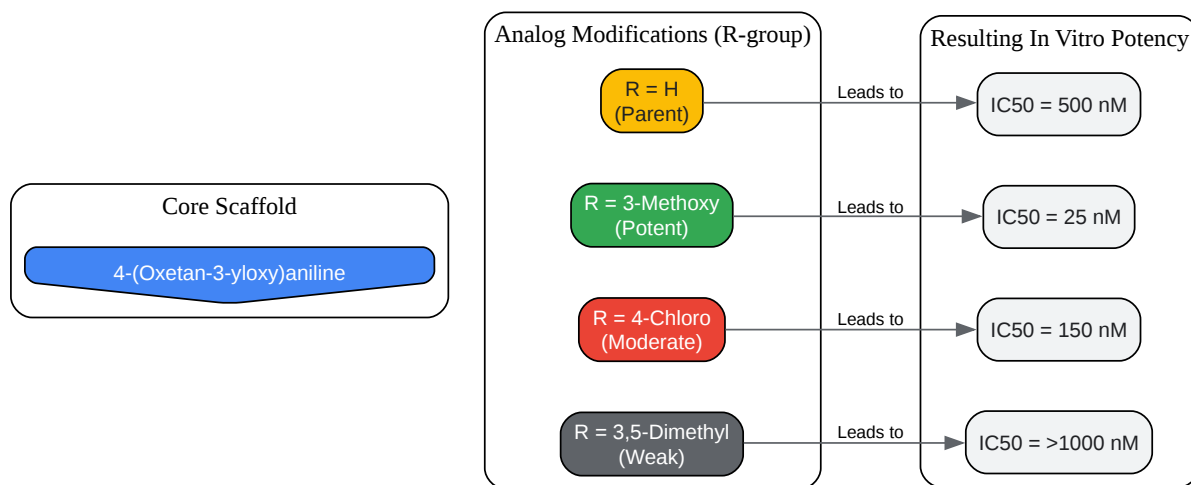 Core Scaffold
4-(Oxetan-3-yloxy)aniline
Analog Modifications (R-group)
R = H
(Parent)
R = 3-Methoxy
(Potent)
R = 4-Chloro
(Moderate)
R = 3,5-Dimethyl
(Weak)
Leads to
Leads to
Leads to
Leads to
Resulting In Vitro Potency
IC50 = 500 nM
IC50 = 25 nM
IC50 = 150 nM
IC50 = >1000 nM